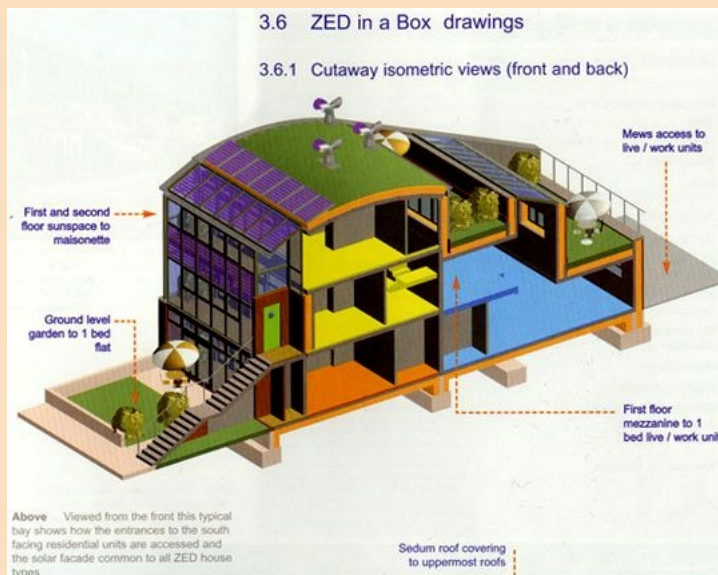 3.6 ZED in a Box drawings
3.6.1 Cutaway isometric views (front and back)
Mews access to
live / work units
First and second
floor sunspace to
maisonette
Ground level
garden to 1 bed
flat
First floor
mezzanine to 1
bed live / work unit
Above Viewed from the front this typical
bay shows how the entrances to the south
facing residential units are accessed and
the solar facade common to all ZED house
types
Sedum roof covering
to uppermost roofs